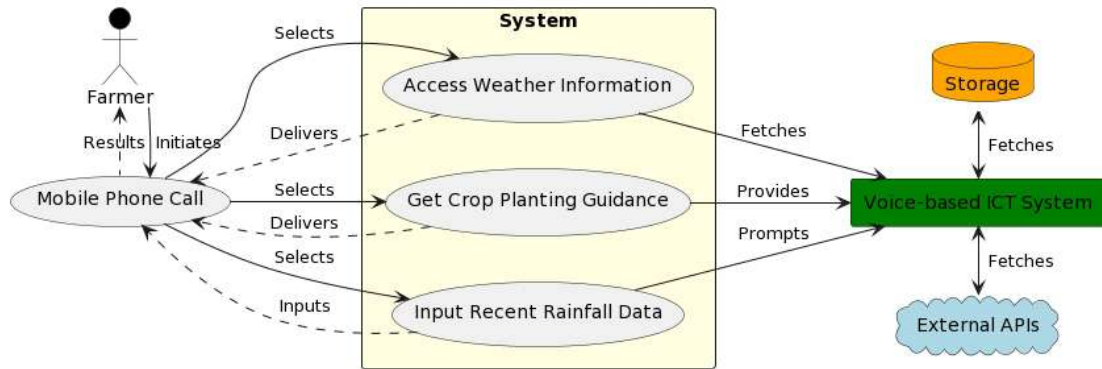 System
Selects
Access Weather Information
Storage
Farmer
Delivers
Fetches
Results
Initiates
Fetches
Mobile Phone Call
Selects
Get Crop Planting Guidance
Provides
Voice-based ICT System
Delivers
Prompts
Selects
Fetches
Inputs
Input Recent Rainfall Data
External APIs